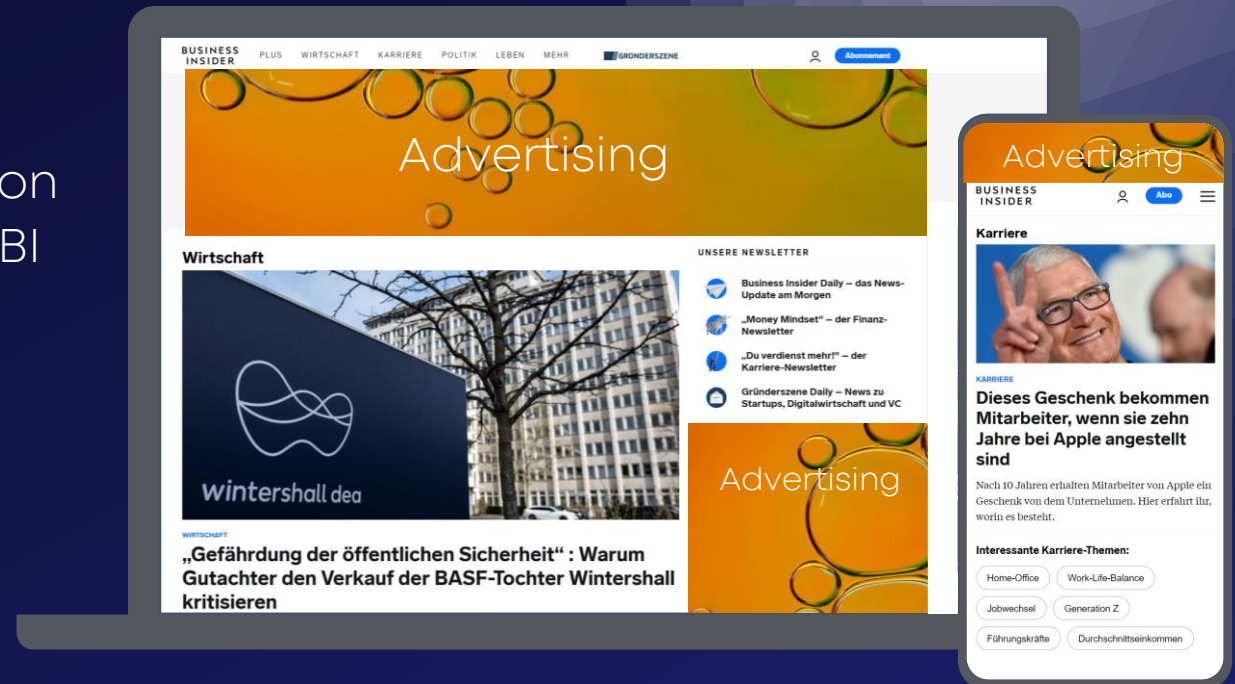 on
BI
BUSINESS
INSIDER
PLUS WIRTSCHAFT KARRIERE POLITIK LEBEN MEHR GRÜNDERSZENE Abonnement
Advertising
Wirtschaft
wintershall dea
WIRTSCHAFT
„Gefährdung der öffentlichen Sicherheit“ : Warum
Gutachter den Verkauf der BASF-Tochter Wintershall
kritisieren
UNSERE NEWSLETTER
Business Insider Daily – das News-
Update am Morgen
„Money Mindset“ – der Finanz-
Newsletter
„Du verdienst mehr!“ – der
Karriere-Newsletter
Gründerszene Daily – News zu
Startups, Digitalwirtschaft und VC
Advertising
Advertising
BUSINESS
INSIDER
Abo
Karriere
KARRIERE
Dieses Geschenk bekommen
Mitarbeiter, wenn sie zehn
Jahre bei Apple angestellt
sind
Nach 10 Jahren erhalten Mitarbeiter von Apple ein
Geschenk von dem Unternehmen. Hier erfahrt ihr,
worin es besteht.
Interessante Karriere-Themen:
Home-Office Work-Life-Balance
Jobwechsel Generation Z
Führungskräfte Durchschnittseinkommen